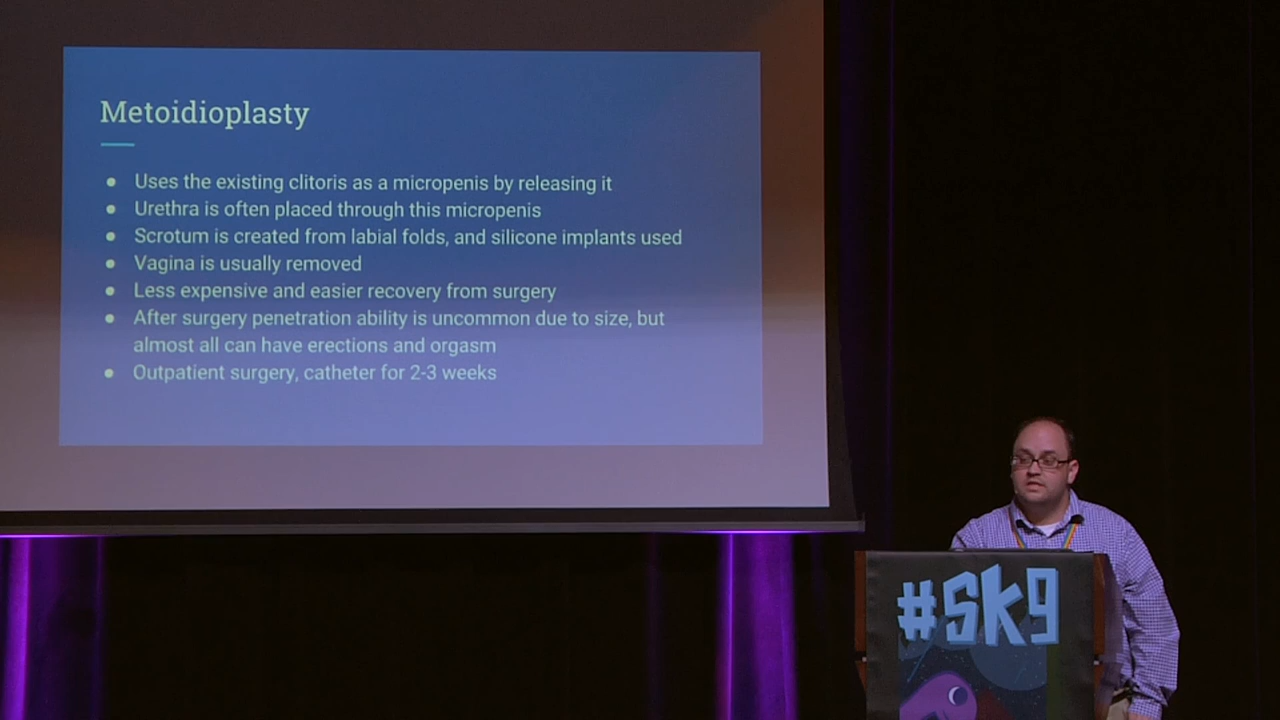 Metoidioplasty
● Uses the existing clitoris as a micropenis by releasing it
● Urethra is often placed through this micropenis
● Scrotum is created from labial folds, and silicone implants used
● Vagina is usually removed
● Less expensive and easier recovery from surgery
● After surgery penetration ability is uncommon due to size, but
almost all can have erections and orgasm
● Outpatient surgery, catheter for 2-3 weeks
#SK9